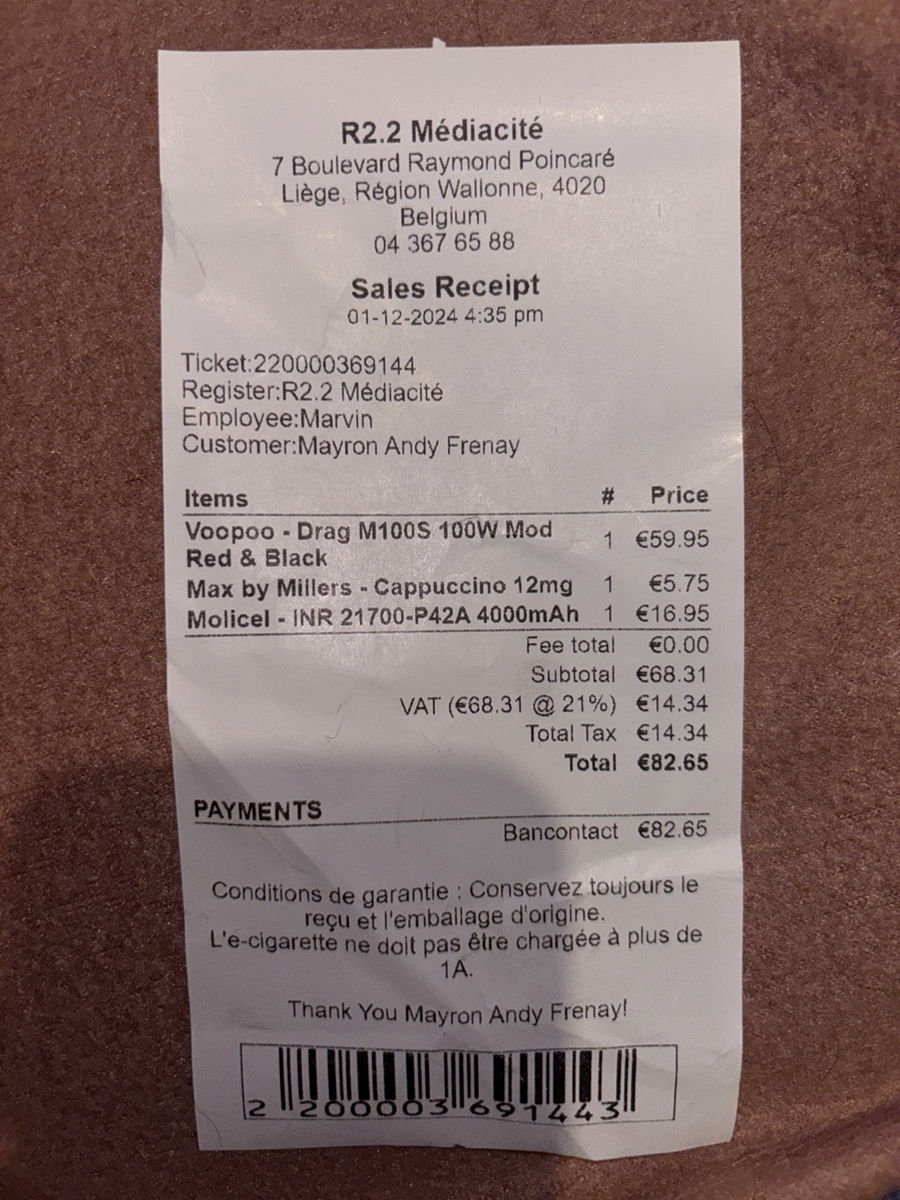 R2.2 Médiacité
7 Boulevard Raymond Poincaré
Liège, Région Wallonne, 4020
Belgium
04 367 65 88
Sales Receipt
01-12-2024 4:35 pm
Ticket:220000369144
Register:R2.2 Médiacité
Employee:Marvin
Customer:Mayron Andy Frenay
Items # Price
Voopoo - Drag M100S 100W Mod
Red & Black 1 €59.95
Max by Millers - Cappuccino 12mg 1 €5.75
Molicel - INR 21700-P42A 4000mAh 1 €16.95
Fee total €0.00
Subtotal €68.31
VAT (€68.31 @ 21%) €14.34
Total Tax €14.34
Total €82.65
PAYMENTS
Bancontact €82.65
Conditions de garantie : Conservez toujours le
reçu et l'emballage d'origine.
L'e-cigarette ne doit pas être chargée à plus de
1A.
Thank You Mayron Andy Frenay!
2 200003 691443